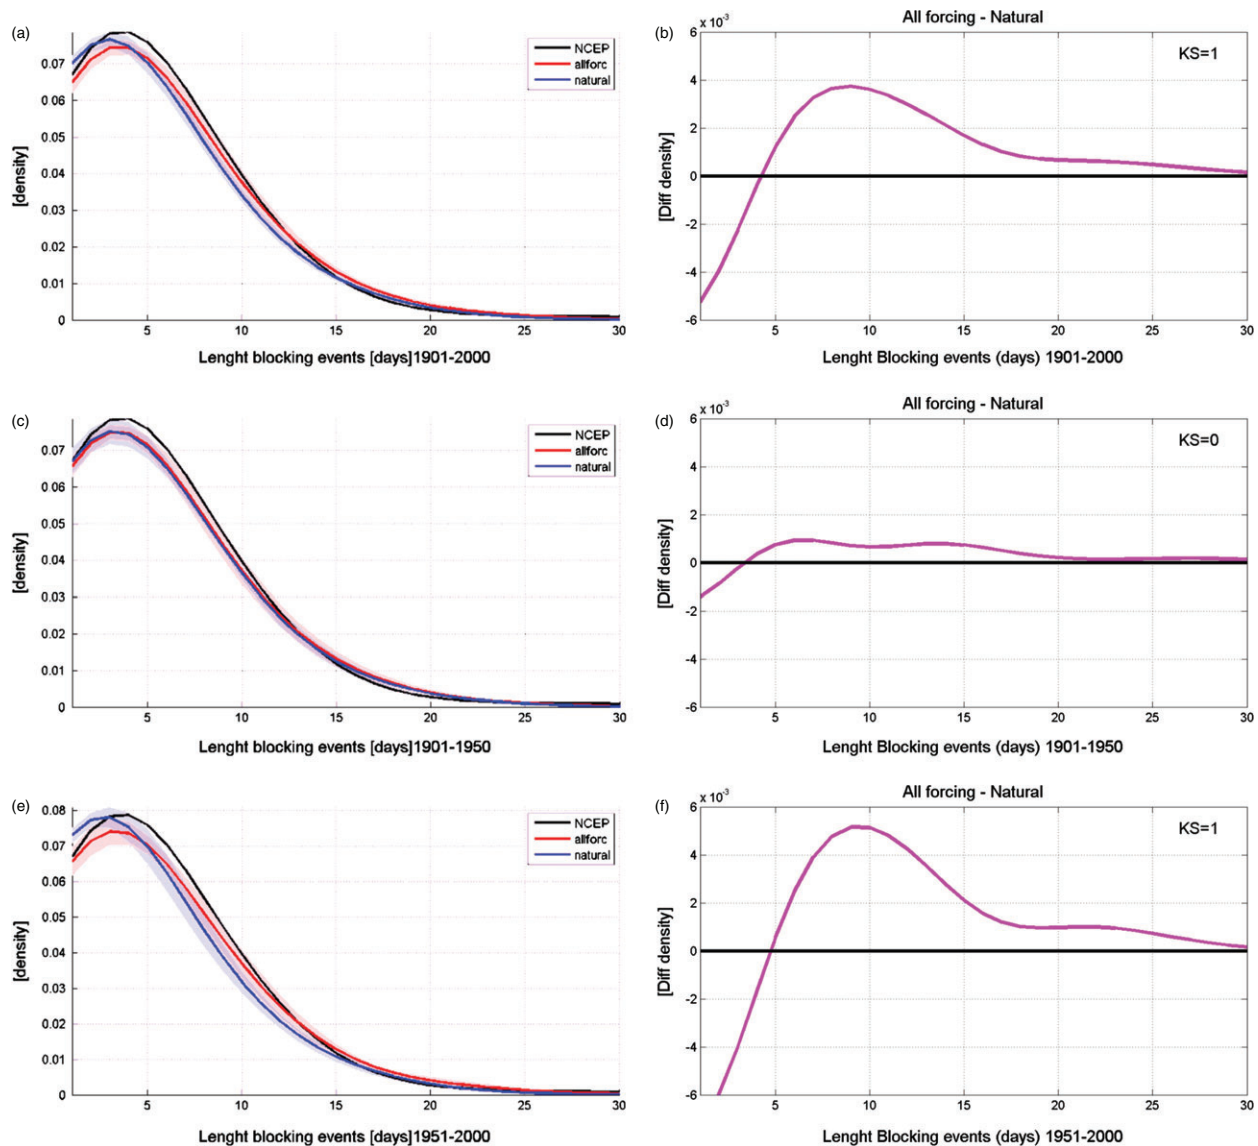 (a)
0.07
0.06
0.05
0.04
0.03
0.02
0.01
0
[density]
NCEP
allforc
natural
5 10 15 20 25 30
Lenght blocking events [days]1901-2000
(b)
All forcing - Natural
x 10⁻³
6
4
2
0
-2
-4
-6
[Diff density]
KS=1
5 10 15 20 25 30
Lenght Blocking events (days) 1901-2000
(c)
0.07
0.06
0.05
0.04
0.03
0.02
0.01
0
[density]
NCEP
allforc
natural
5 10 15 20 25 30
Lenght blocking events [days]1901-1950
(d)
All forcing - Natural
x 10⁻³
6
4
2
0
-2
-4
-6
[Diff density]
KS=0
5 10 15 20 25 30
Lenght Blocking events (days) 1901-1950
(e)
0.08
0.07
0.06
0.05
0.04
0.03
0.02
0.01
0
[density]
NCEP
allforc
natural
5 10 15 20 25 30
Lenght blocking events [days]1951-2000
(f)
All forcing - Natural
x 10⁻³
6
4
2
0
-2
-4
-6
[Diff density]
KS=1
5 10 15 20 25 30
Lenght Blocking events (days) 1951-2000